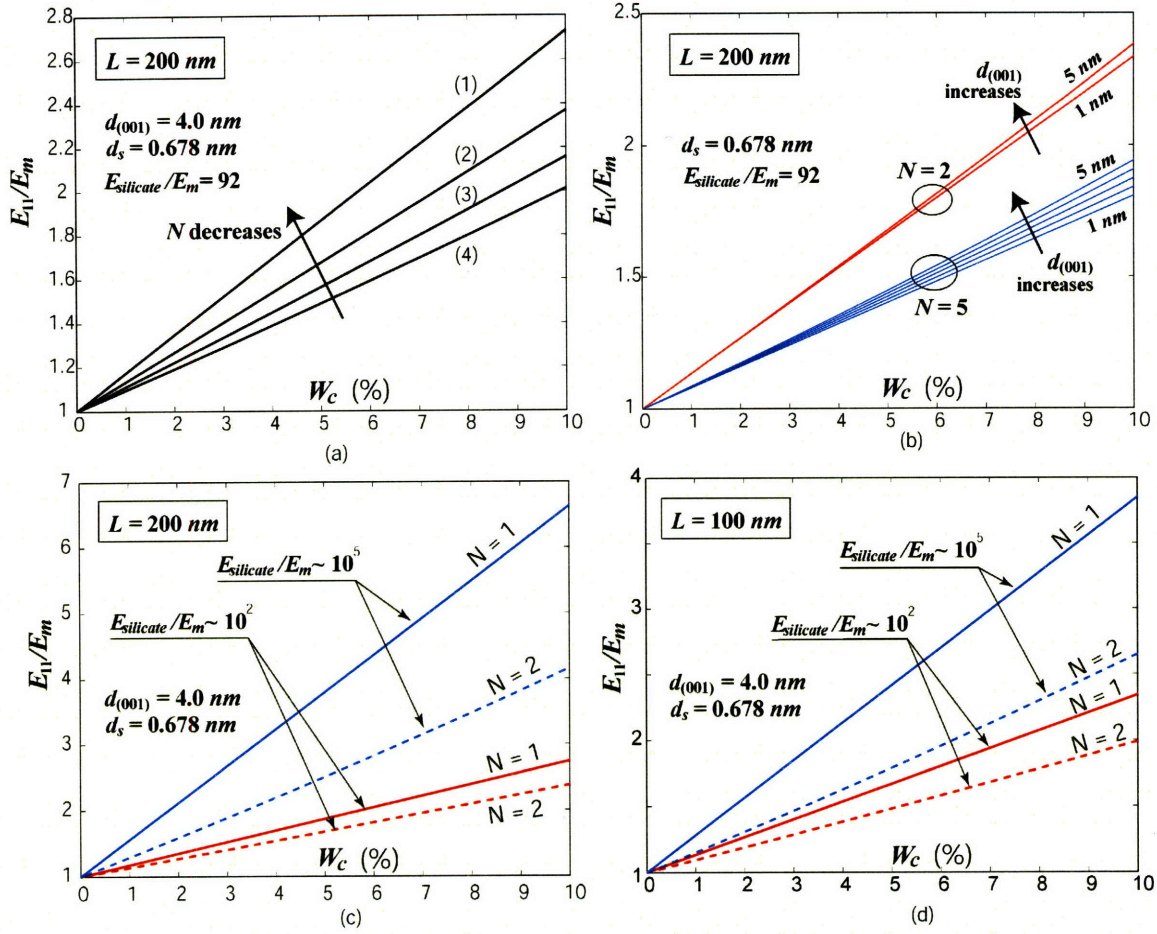 2.8
2.6
2.4
2.2
2
1.8
1.6
1.4
1.2
1
E11/Em
L = 200 nm
d(001) = 4.0 nm
ds = 0.678 nm
Esilicate/Em = 92
N decreases
(1)
(2)
(3)
(4)
Wc (%)
0 1 2 3 4 5 6 7 8 9 10
(a)
2.5
2
1.5
1
E11/Em
L = 200 nm
ds = 0.678 nm
Esilicate/Em = 92
d(001)
increases
5 nm
1 nm
N = 2
5 nm
1 nm
d(001)
increases
N = 5
Wc (%)
0 1 2 3 4 5 6 7 8 9 10
(b)
7
6
5
4
3
2
1
E11/Em
L = 200 nm
N = 1
Esilicate/Em ~ 10^5
Esilicate/Em ~ 10^2
N = 2
d(001) = 4.0 nm
ds = 0.678 nm
N = 1
N = 2
Wc (%)
0 1 2 3 4 5 6 7 8 9 10
(c)
4
3
2
1
E11/Em
L = 100 nm
N = 1
Esilicate/Em ~ 10^5
Esilicate/Em ~ 10^2
N = 2
d(001) = 4.0 nm
ds = 0.678 nm
N = 1
N = 2
Wc (%)
0 1 2 3 4 5 6 7 8 9 10
(d)